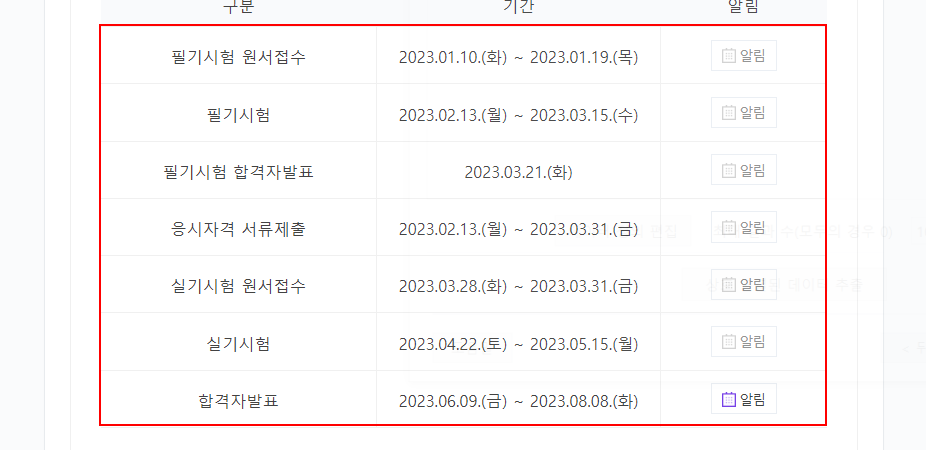 구분 기간 알림
필기시험 원서접수 2023.01.10.(화) ~ 2023.01.19.(목) 알림
필기시험 2023.02.13.(월) ~ 2023.03.15.(수) 알림
필기시험 합격자발표 2023.03.21.(화) 알림
응시자격 서류제출 2023.02.13.(월) ~ 2023.03.31.(금) 알림
실기시험 원서접수 2023.03.28.(화) ~ 2023.03.31.(금) 알림
실기시험 2023.04.22.(토) ~ 2023.05.15.(월) 알림
합격자발표 2023.06.09.(금) ~ 2023.08.08.(화) 알림